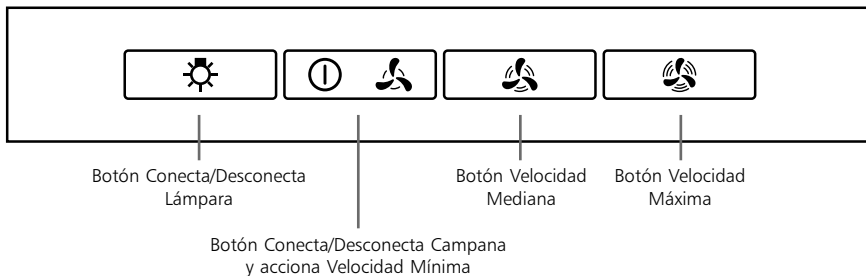 Botón Conecta/Desconecta
Lámpara
Botón Velocidad
Mediana
Botón Velocidad
Máxima
Botón Conecta/Desconecta Campana
y acciona Velocidad Mínima